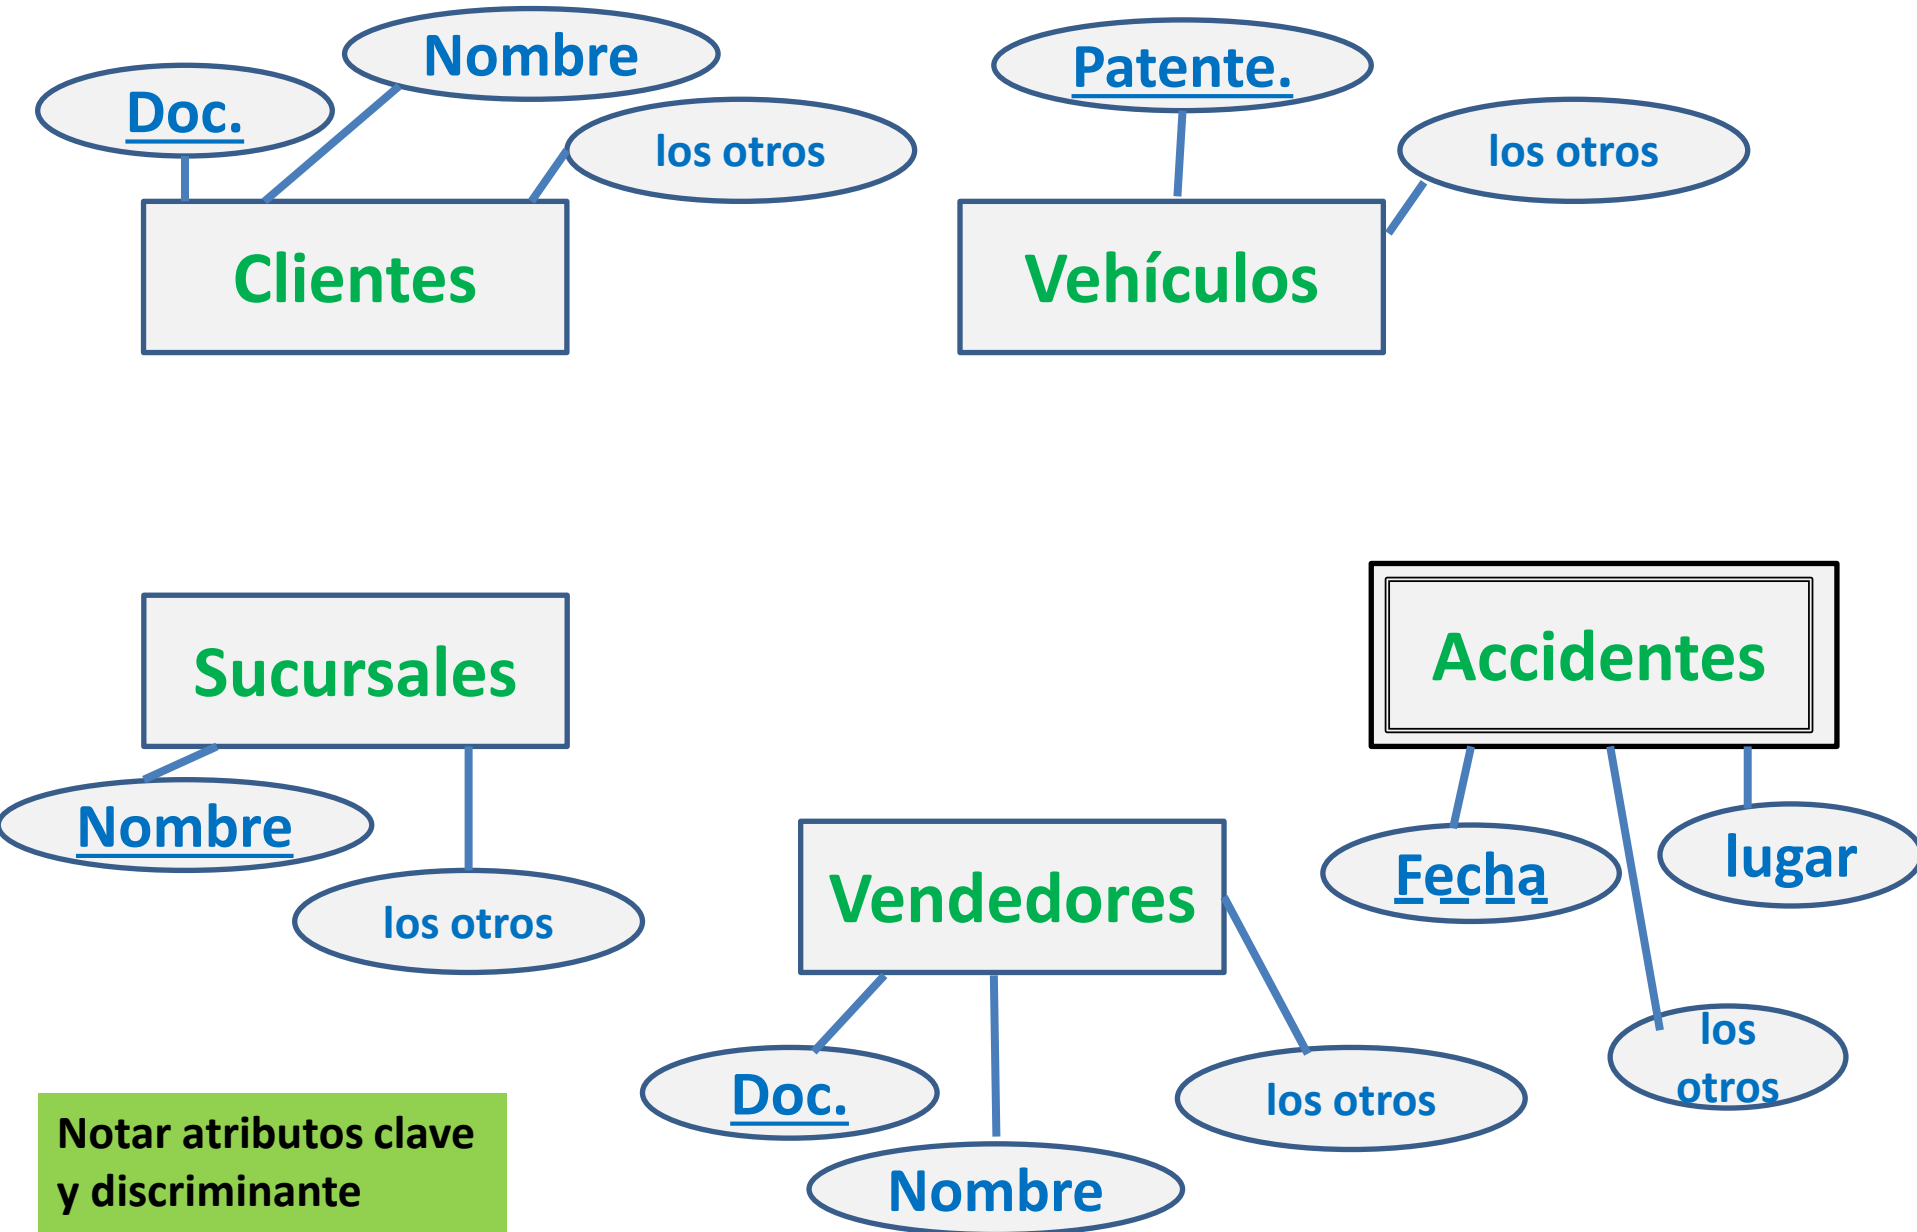 Nombre
Doc.
los otros
Clientes
Patente.
los otros
Vehículos
Sucursales
Nombre
los otros
Accidentes
Fecha
lugar
los
otros
Vendedores
Doc.
Nombre
los otros
Notar atributos clave
y discriminante